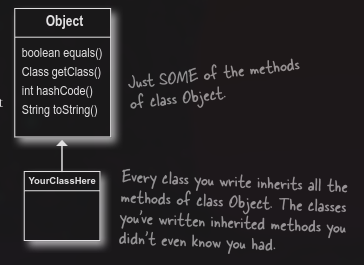 Object
boolean equals()
Class getClass()
int hashCode()
String toString()
t
Just SOME of the methods
of class Object.
YourClassHere
Every class you write inherits all the
methods of class Object. The classes
you've written inherited methods you
didn't even know you had.